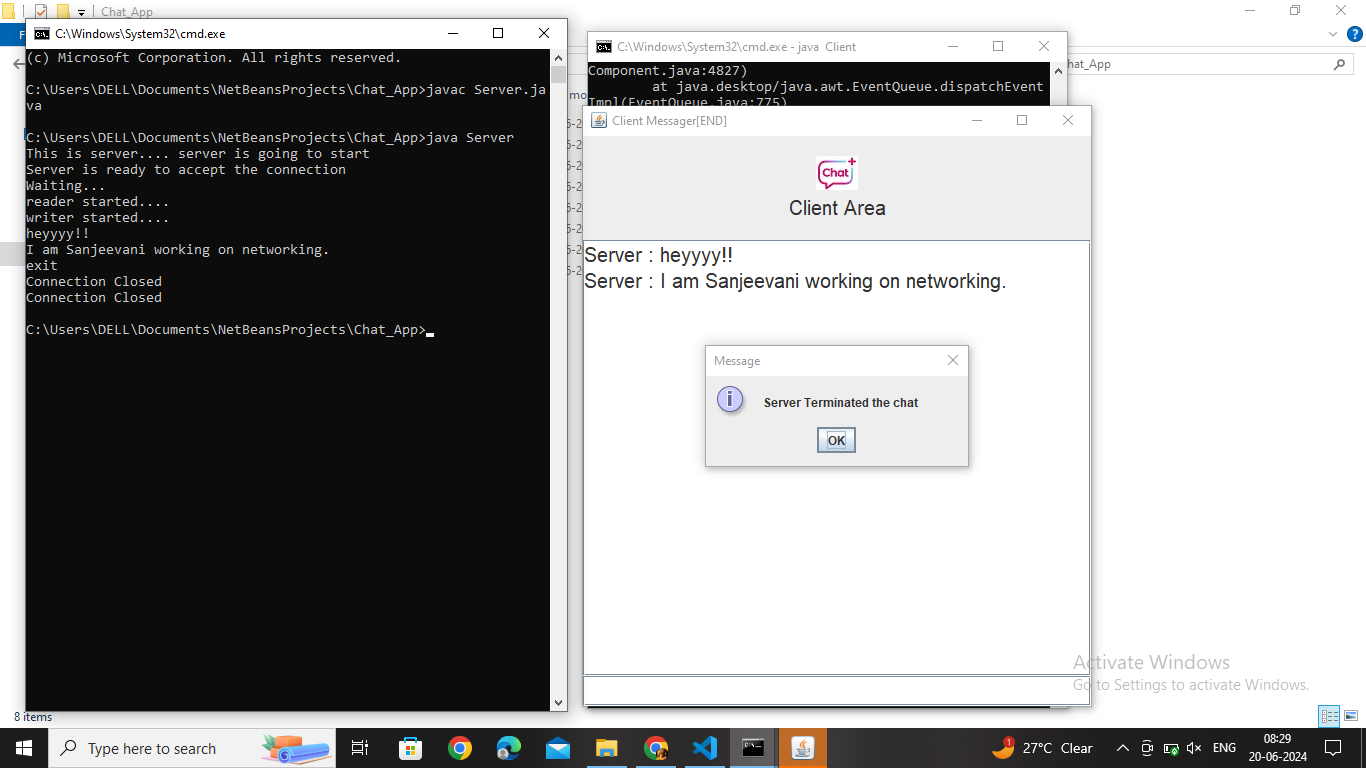 Chat_App
F
C:\Windows\System32\cmd.exe
(c) Microsoft Corporation. All rights reserved.
C:\Users\DELL\Documents\NetBeansProjects\Chat_App>javac Server.ja
va
C:\Users\DELL\Documents\NetBeansProjects\Chat_App>java Server
This is server.... server is going to start
Server is ready to accept the connection
Waiting...
reader started....
writer started....
heyyyy!!
I am Sanjeevani working on networking.
exit
Connection Closed
Connection Closed
C:\Users\DELL\Documents\NetBeansProjects\Chat_App>
C:\Windows\System32\cmd.exe - java  Client
hat_App
Component.java:4827)
at java.desktop/java.awt.EventQueue.dispatchEvent
Impl(EventQueue.java:775)
mo
Client Messager[END]
Chat
Client Area
Server : heyyyy!!
Server : I am Sanjeevani working on networking.
Message
Server Terminated the chat
OK
Activate Windows
Go to Settings to activate Windows.
8 items
Type here to search
1
27°C Clear
ENG
08:29
20-06-2024